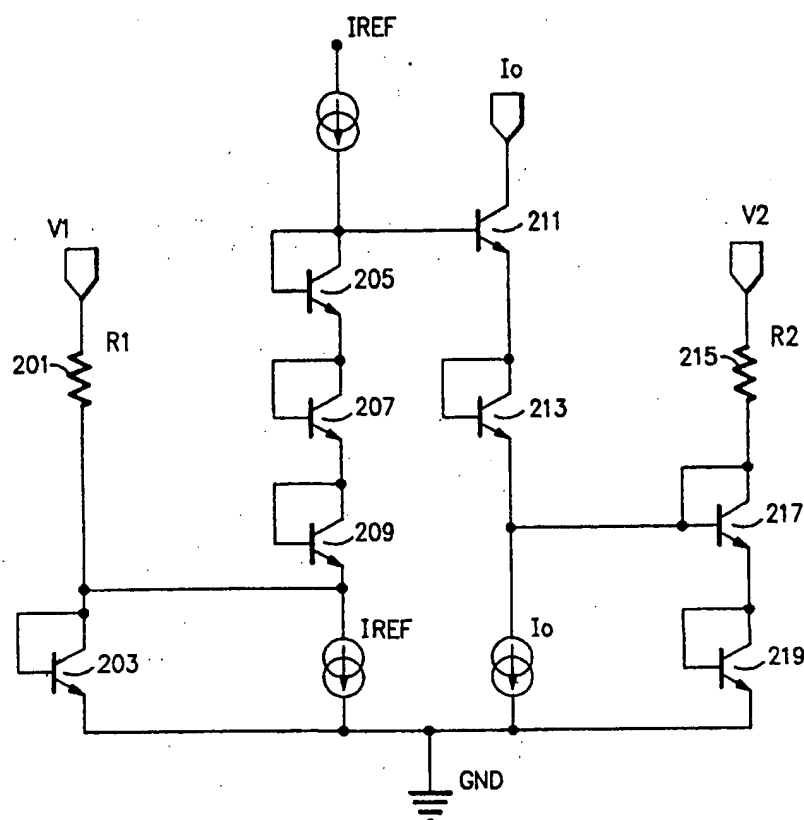 IREF
Io
V1
211
V2
205
R1
R2
201
215
207
213
209
217
IREF
Io
203
219
GND